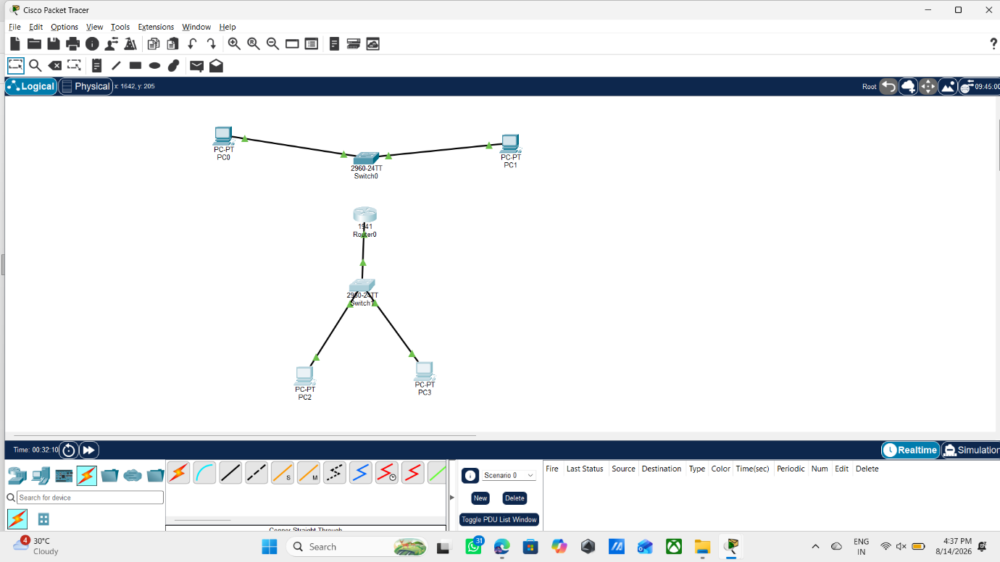 Cisco Packet Tracer
File Edit Options View Tools Extensions Window Help
?
Logical Physical x: 1642, y: 205 Root 09:45:00
PC-PT
PC0
PC-PT
PC1
2960-24TT
Switch0
1941
Router0
2960-24TT
Switch1
PC-PT
PC2
PC-PT
PC3
Time: 00:32:10 Realtime Simulation
S M
Scenario 0
New Delete
Toggle PDU List Window
Fire Last Status Source Destination Type Color Time(sec) Periodic Num Edit Delete
Search for device
Copper Straight-Through
4 30°C
Cloudy
Search
31
ENG
IN
4:37 PM
8/14/2026